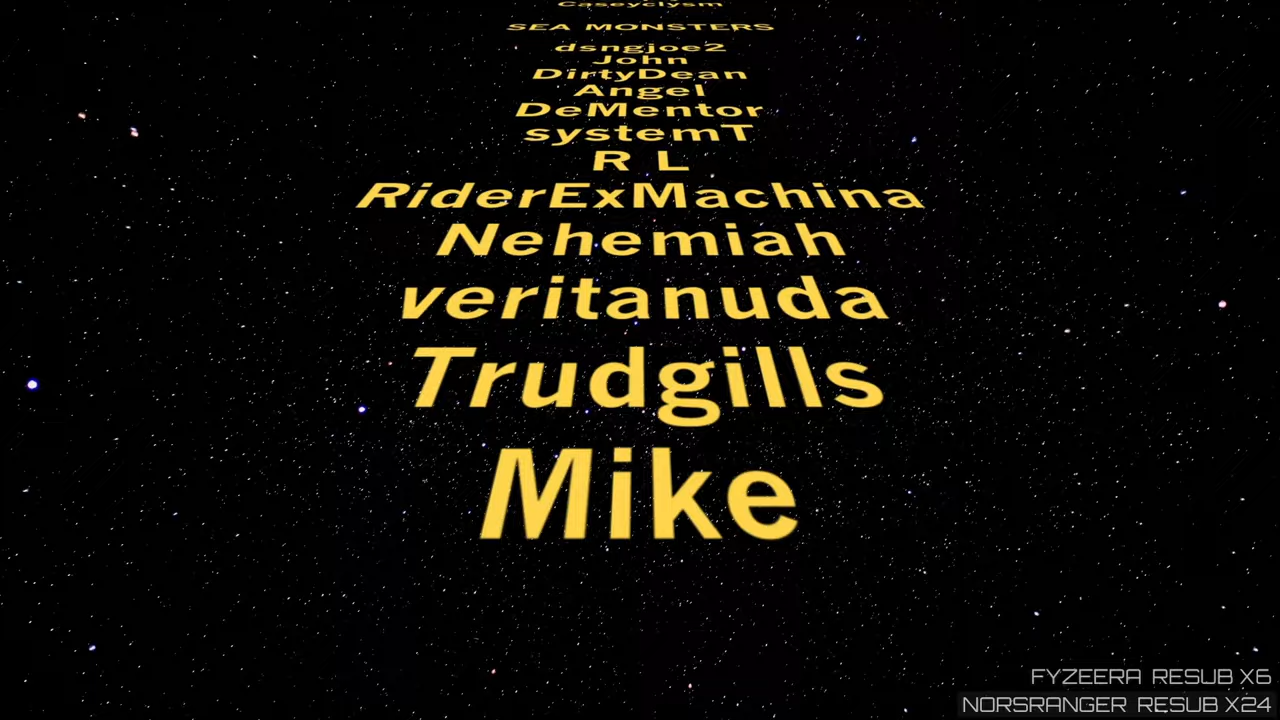 Caseyclysm
SEA MONSTERS
dsngjoe2
John
DirtyDean
Angel
DeMentor
systemT
R L
RiderExMachina
Nehemiah
veritanuda
Trudgills
Mike
FYZEERA RESUB X6
NORSRANGER RESUB X24